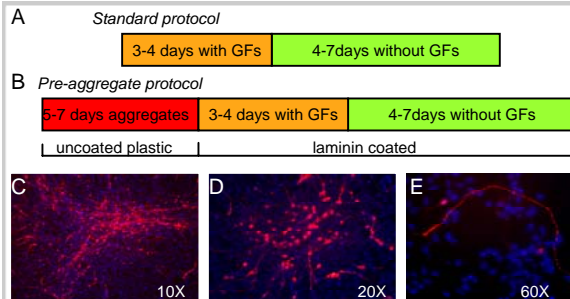 A
Standard protocol
3-4 days with GFs
4-7days without GFs
B
Pre-aggregate protocol
5-7 days aggregates
3-4 days with GFs
4-7days without GFs
uncoated plastic
laminin coated
C
D
E
10X
20X
60X